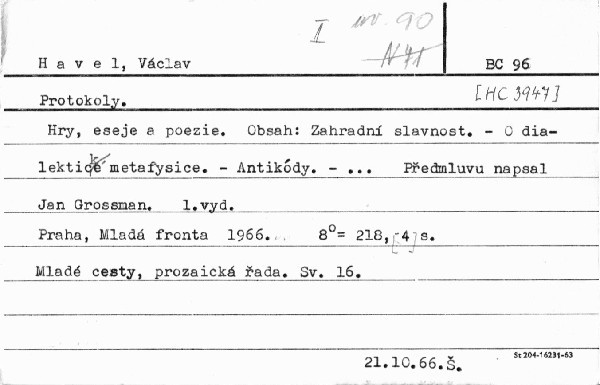 I inv. 90
N41
H a v e l, Václav BC 96
Protokoly. [HC 3947]
Hry, eseje a poezie. Obsah: Zahradní slavnost. - O dia-
lektické metafysice. - Antikódy. - ... Předmluvu napsal
Jan Grossman. 1.vyd.
Praha, Mladá fronta 1966. 8°= 218,[-4]s.
Mladé cesty, prozaická řada. Sv. 16.
21.10.66.Š.
St 204-16231-63